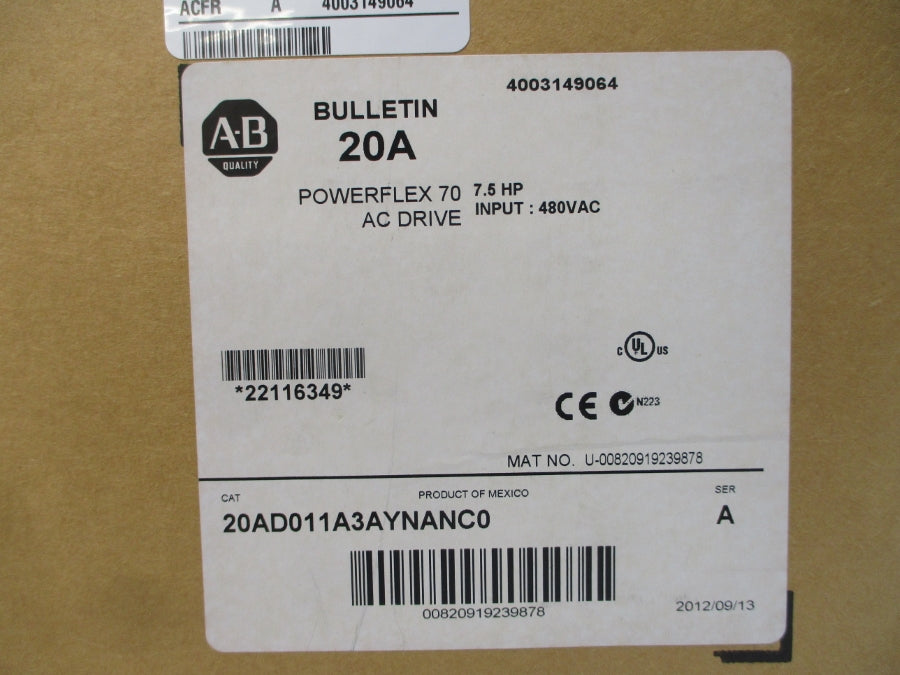 ACFR A 4003149064
4003149064
A-B
QUALITY
BULLETIN
20A
POWERFLEX 70
AC DRIVE
7.5 HP
INPUT : 480VAC
C UL US
*22116349*
CE N223
MAT NO. U-00820919239878
CAT
PRODUCT OF MEXICO
SER
20AD011A3AYNANC0
A
00820919239878
2012/09/13